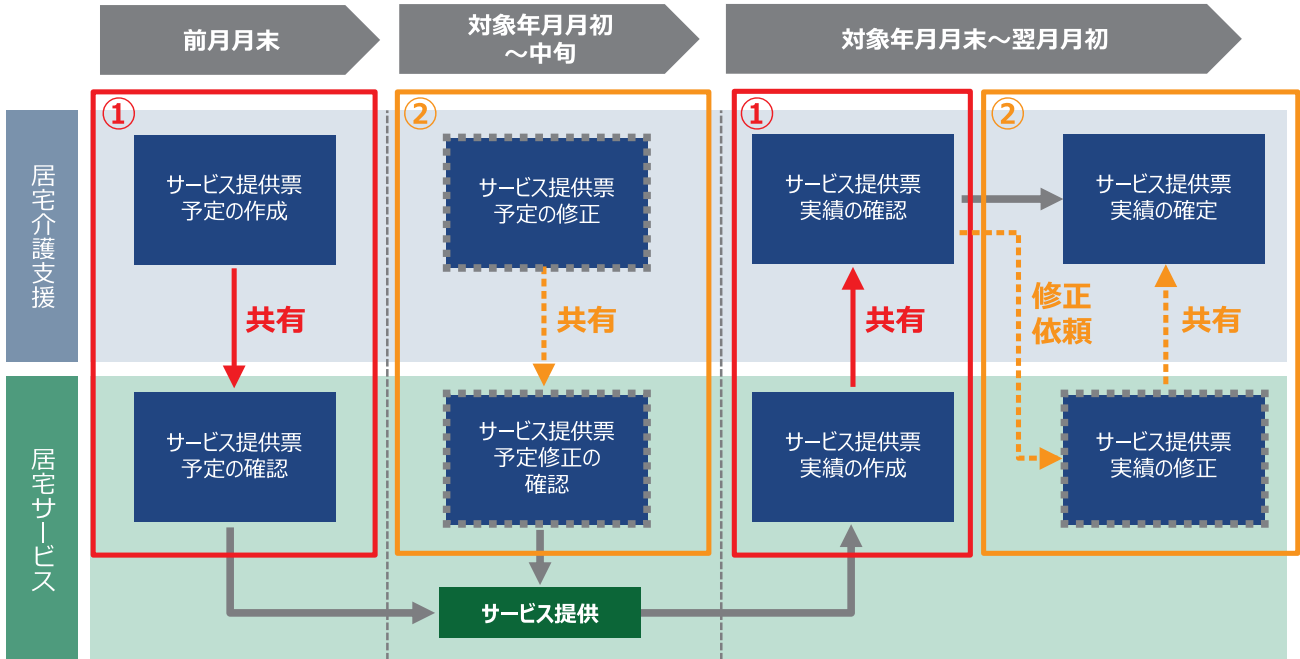 前月月末
対象年月月初
～中旬
対象年月月末～翌月月初
居宅介護支援
①
サービス提供票
予定の作成
共有
②
サービス提供票
予定の修正
共有
①
サービス提供票
実績の確認
共有
②
サービス提供票
実績の確定
修正
依頼
共有
居宅サービス
サービス提供票
予定の確認
サービス提供票
予定修正の
確認
サービス提供票
実績の作成
サービス提供票
実績の修正
サービス提供